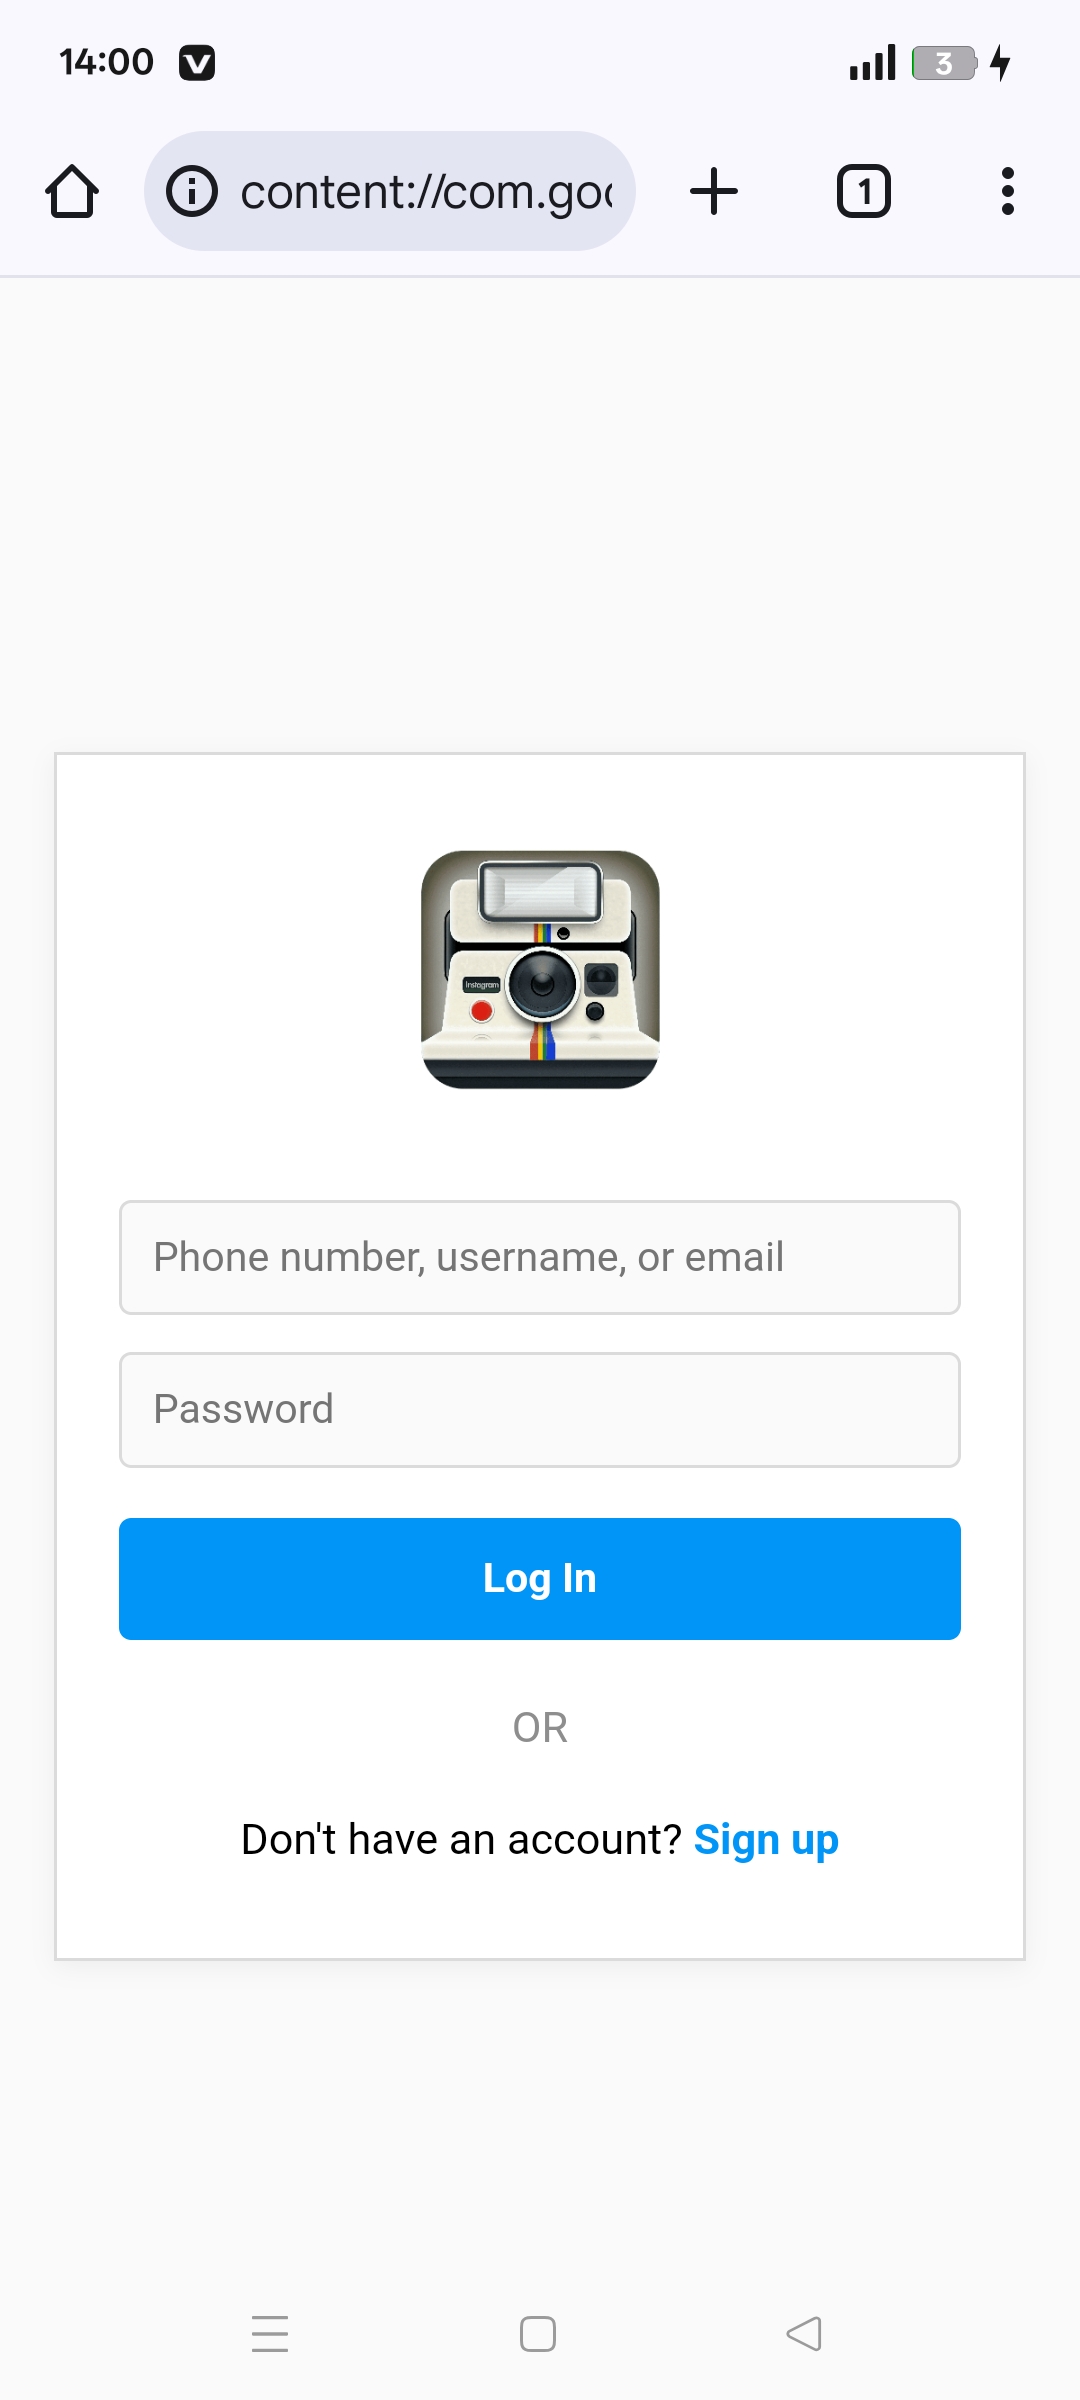 14:00
3
content://com.goo
1
Instagram
Phone number, username, or email
Password
Log In
OR
Don't have an account? Sign up